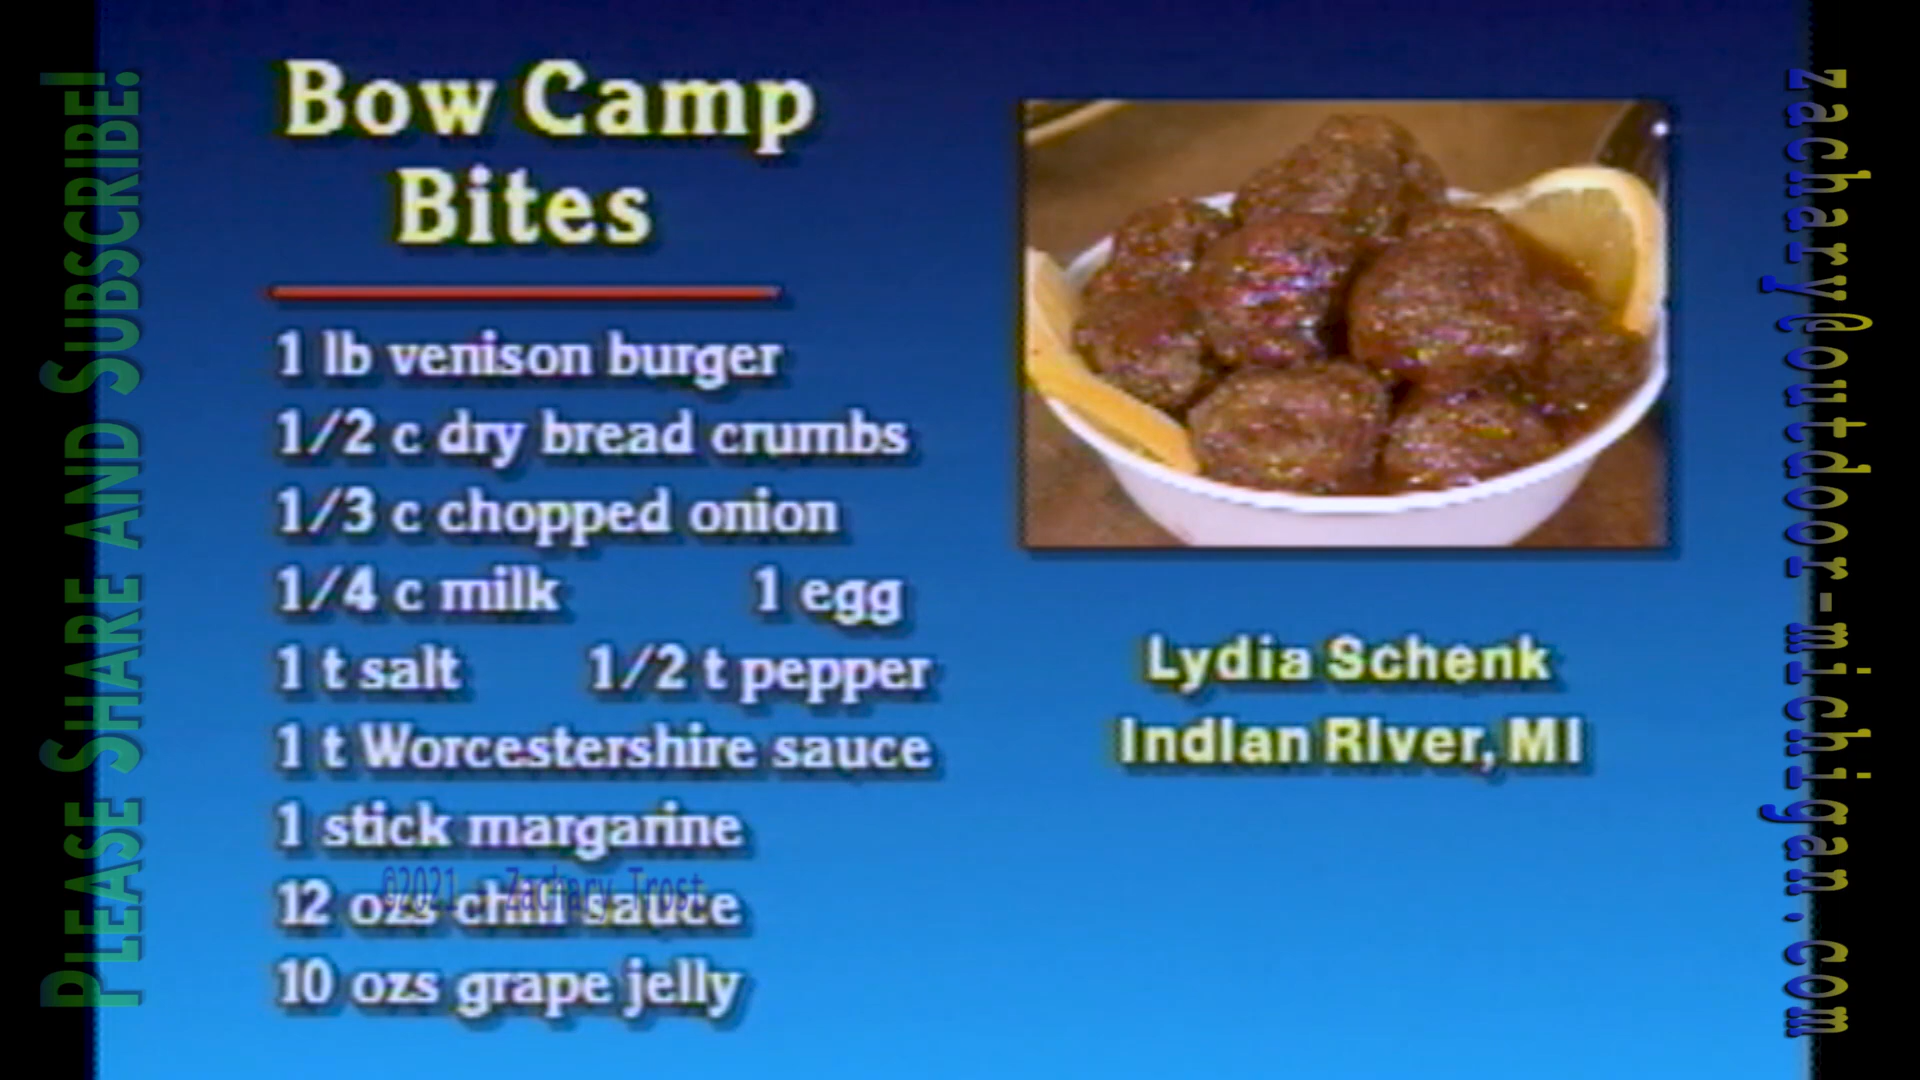 Bow Camp
Bites
1 lb venison burger
1/2 c dry bread crumbs
1/3 c chopped onion
1/4 c milk 1 egg
1 t salt 1/2 t pepper
1 t Worcestershire sauce
1 stick margarine
12 ozs chili sauce
10 ozs grape jelly
Lydia Schenk
Indian River, MI
©2021 - Zachary Trost
PLEASE SHARE AND SUBSCRIBE!
zachary@outdoor-michigan.com